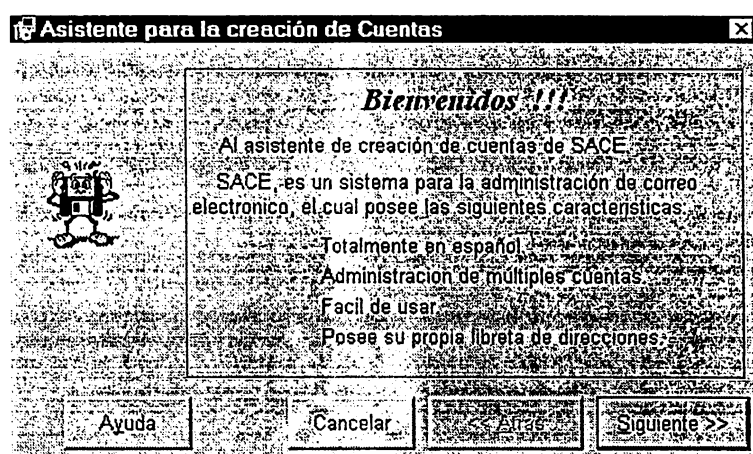 Asistente para la creación de Cuentas
Bienvenidos !!!
Al asistente de creación de cuentas de SACE.
SACE, es un sistema para la administración de correo
electronico, el cual posee las siguientes caracteristicas.
Totalmente en español.
Administracion de multiples cuentas.
Facil de usar.
Posee su propia libreta de direcciones.
Ayuda
Cancelar
<< Atras
Siguiente >>